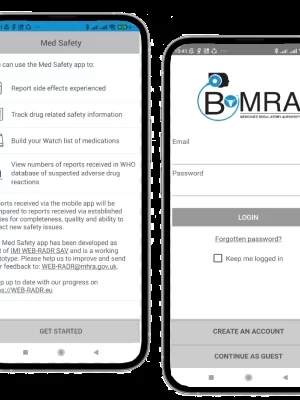 Med Safety
can use the Med Safety app to:
Report side effects experienced
Track drug related safety information
Build your Watch list of medications
View numbers of reports received in WHO
database of suspected adverse drug
reactions
ports received via the mobile app will be
mpared to reports received via established
tes for completeness, quality and ability to
ect new safety issues.
Med Safety app has been developed as
t of IMI WEB-RADR SAV and is a working
totype. Please help us to improve and send
r feedback to: WEB-RADR@mhra.gov.uk.
p up to date with our progress on
s://WEB-RADR.eu
GET STARTED
BOMRA
MEDICINES REGULATORY AUTHORITY
Email
Password
LOGIN
Forgotten password?
Keep me logged in
CREATE AN ACCOUNT
CONTINUE AS GUEST